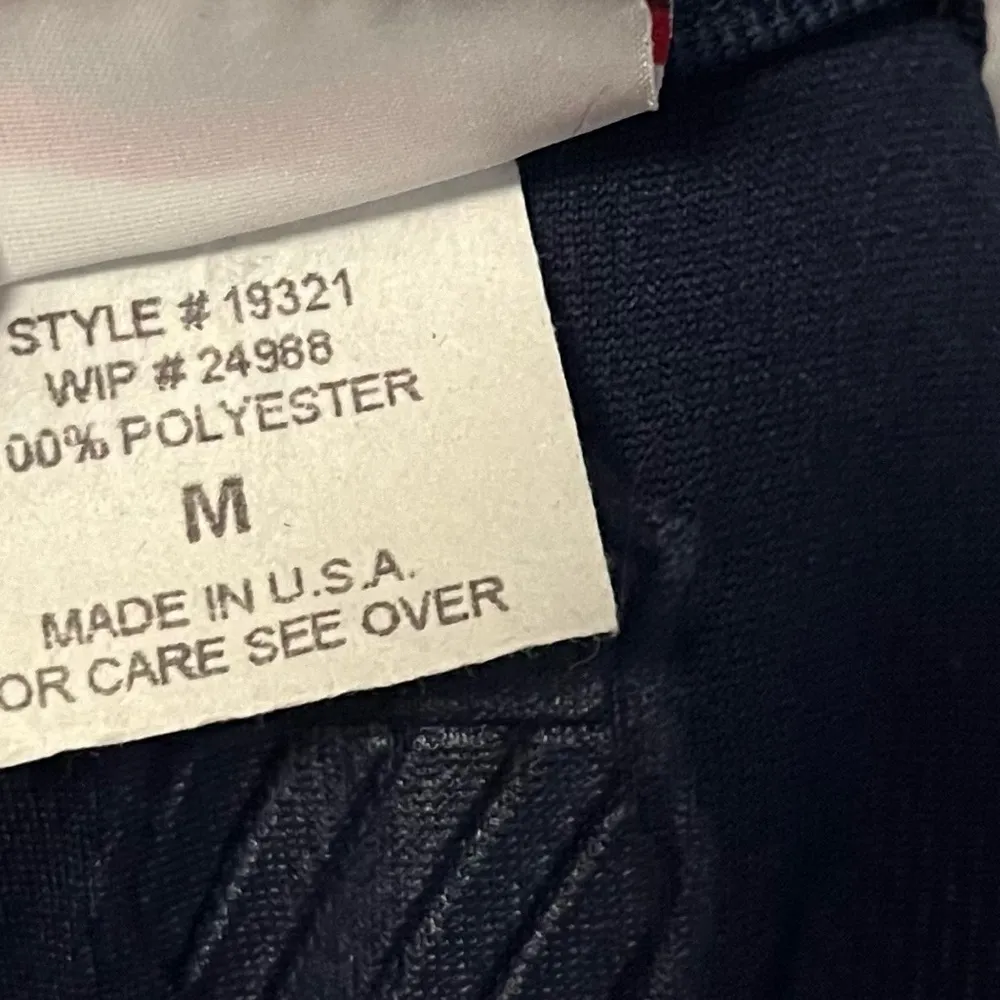 STYLE # 19321
WIP # 24988
00% POLYESTER
M
MADE IN U.S.A.
OR CARE SEE OVER